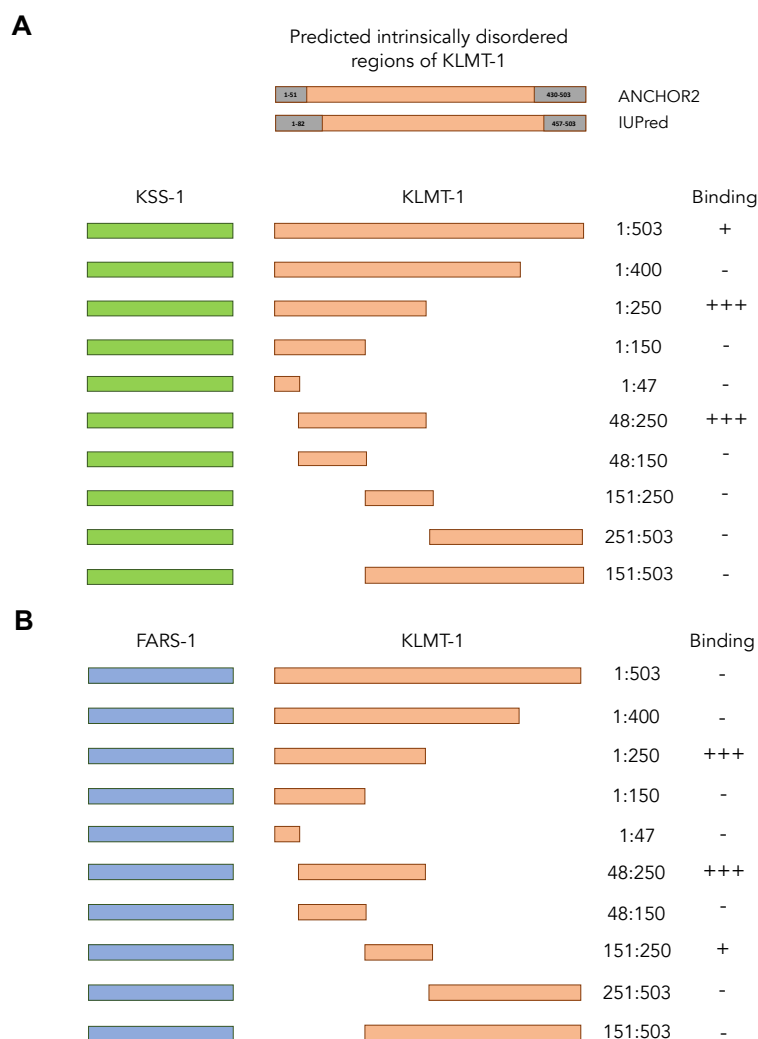 A
Predicted intrinsically disordered
regions of KLMT-1
1-51 430-503 ANCHOR2
1-82 457-503 IUPred
KSS-1 KLMT-1 Binding
1:503 +
1:400 -
1:250 +++
1:150 -
1:47 -
48:250 +++
48:150 -
151:250 -
251:503 -
151:503 -
B
FARS-1 KLMT-1 Binding
1:503 -
1:400 -
1:250 +++
1:150 -
1:47 -
48:250 +++
48:150 -
151:250 +
251:503 -
151:503 -